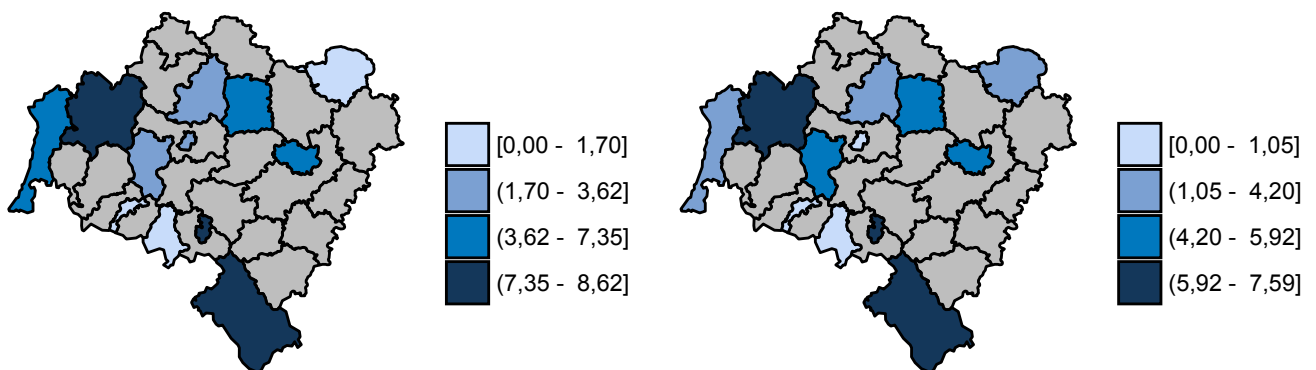 [0,00 - 1,70]
(1,70 - 3,62]
(3,62 - 7,35]
(7,35 - 8,62]
[0,00 - 1,05]
(1,05 - 4,20]
(4,20 - 5,92]
(5,92 - 7,59]